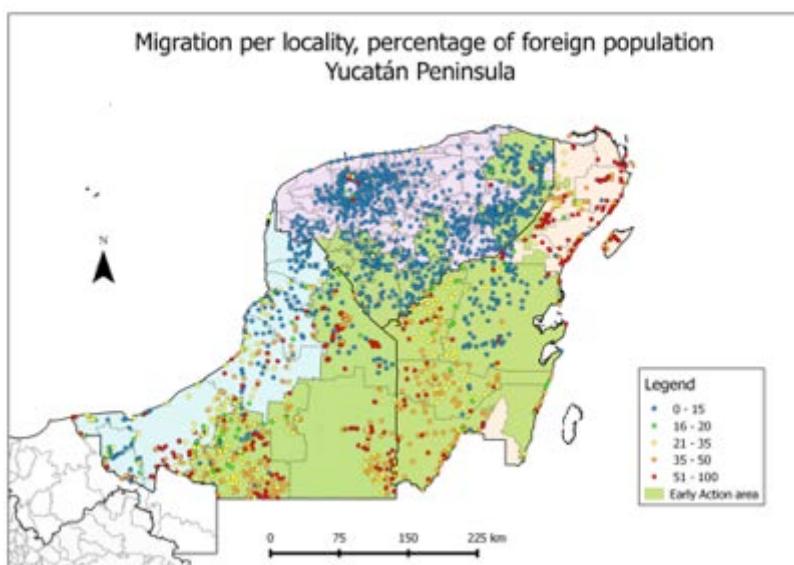 Migration per locality, percentage of foreign population
Yucatán Peninsula
N
Legend
0 - 15
16 - 20
21 - 35
35 - 50
51 - 100
Early Action area
0 75 150 225 km